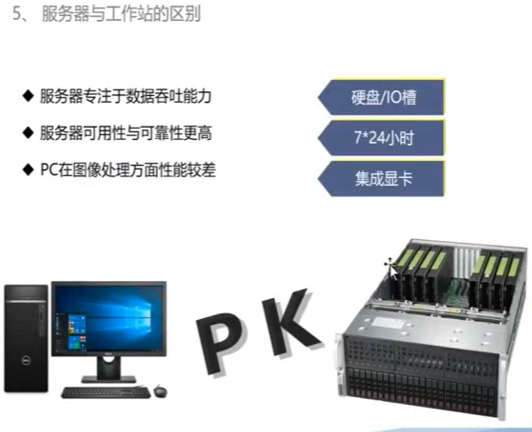 5、 服务器与工作站的区别
◆ 服务器专注于数据吞吐能力
硬盘/IO槽
◆ 服务器可用性与可靠性更高
7*24小时
◆ PC在图像处理方面性能较差
集成显卡
PK
DELL